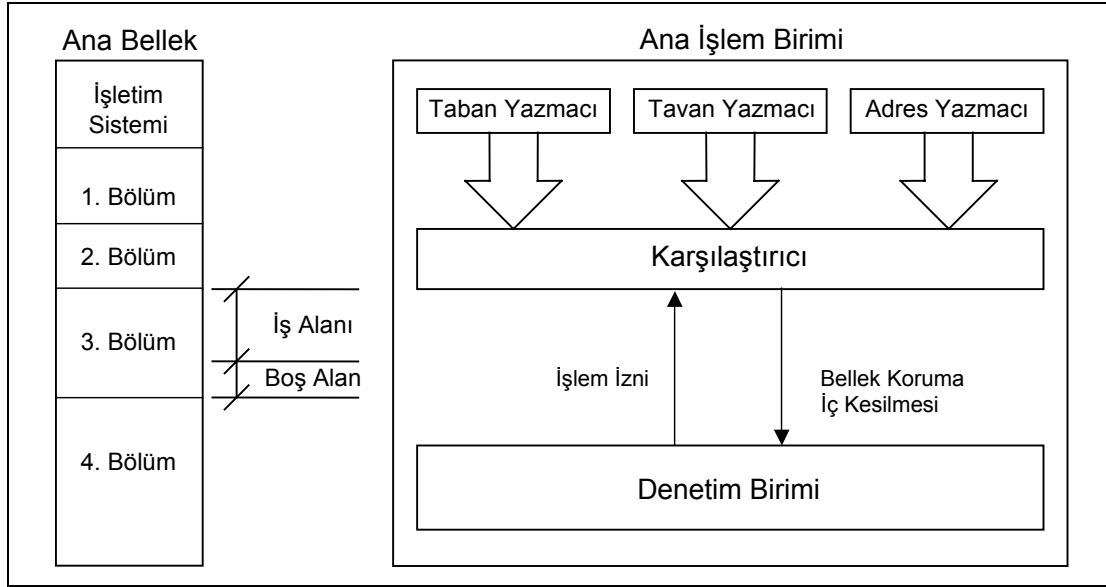 Ana Bellek
İşletim
Sistemi
1. Bölüm
2. Bölüm
3. Bölüm
4. Bölüm
İş Alanı
Boş Alan
Ana İşlem Birimi
Taban Yazmacı
Tavan Yazmacı
Adres Yazmacı
Karşılaştırıcı
İşlem İzni
Bellek Koruma
İç Kesilmesi
Denetim Birimi